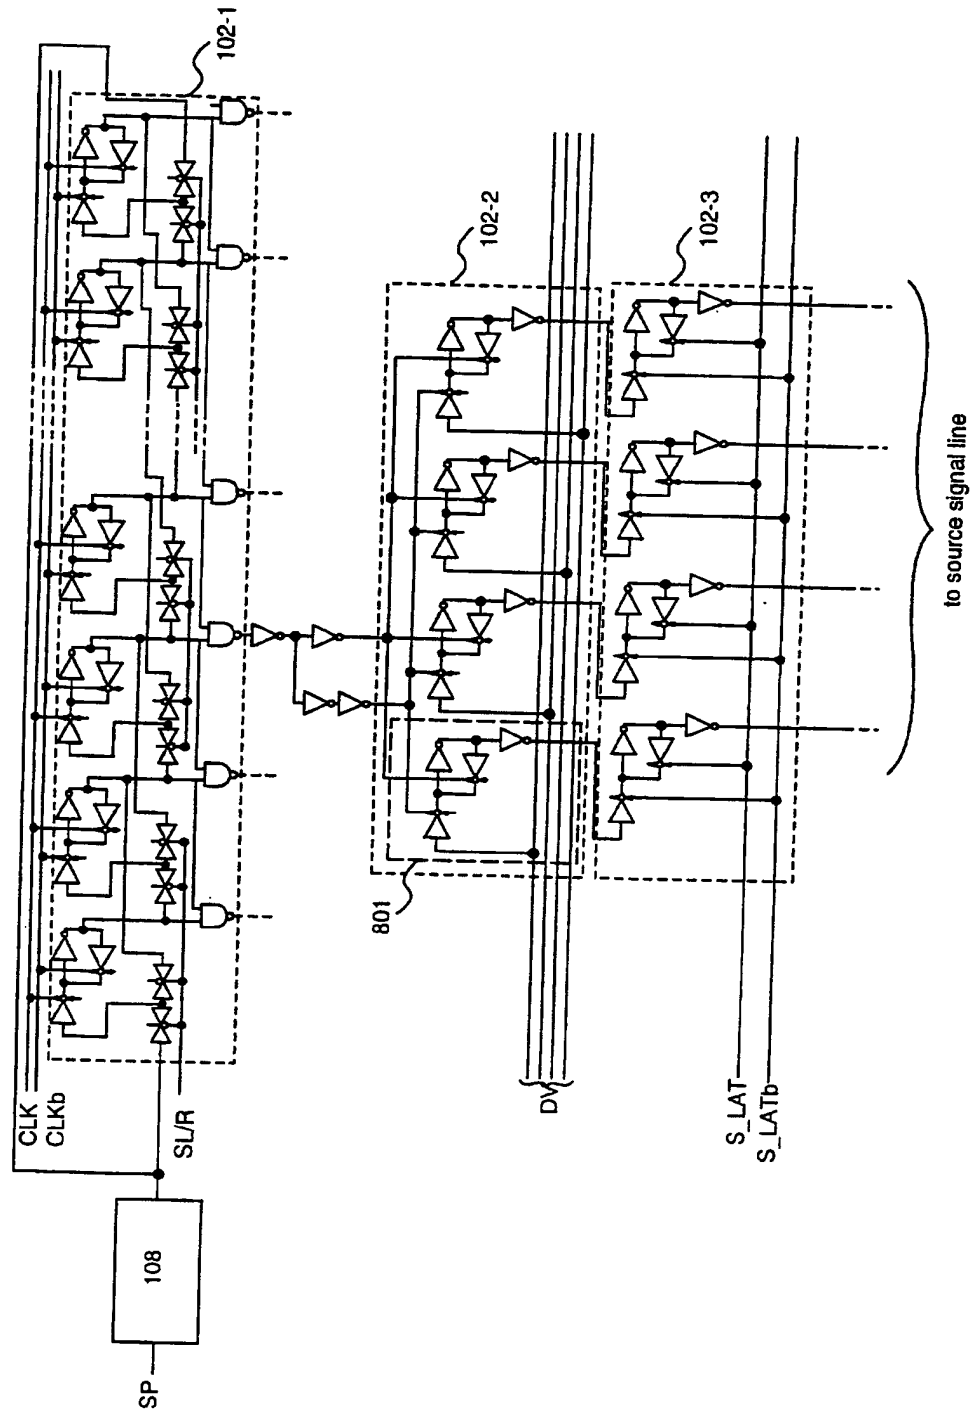 102-1
CLK
CLKb
SL/R
108
SP
102-2
801
DV
102-3
S_LAT
S_LATb
to source signal line